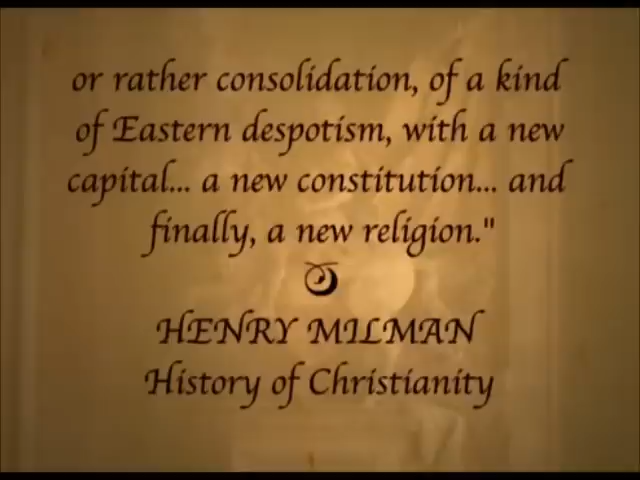 or rather consolidation, of a kind
of Eastern despotism, with a new
capital... a new constitution... and
finally, a new religion."
HENRY MILMAN
History of Christianity